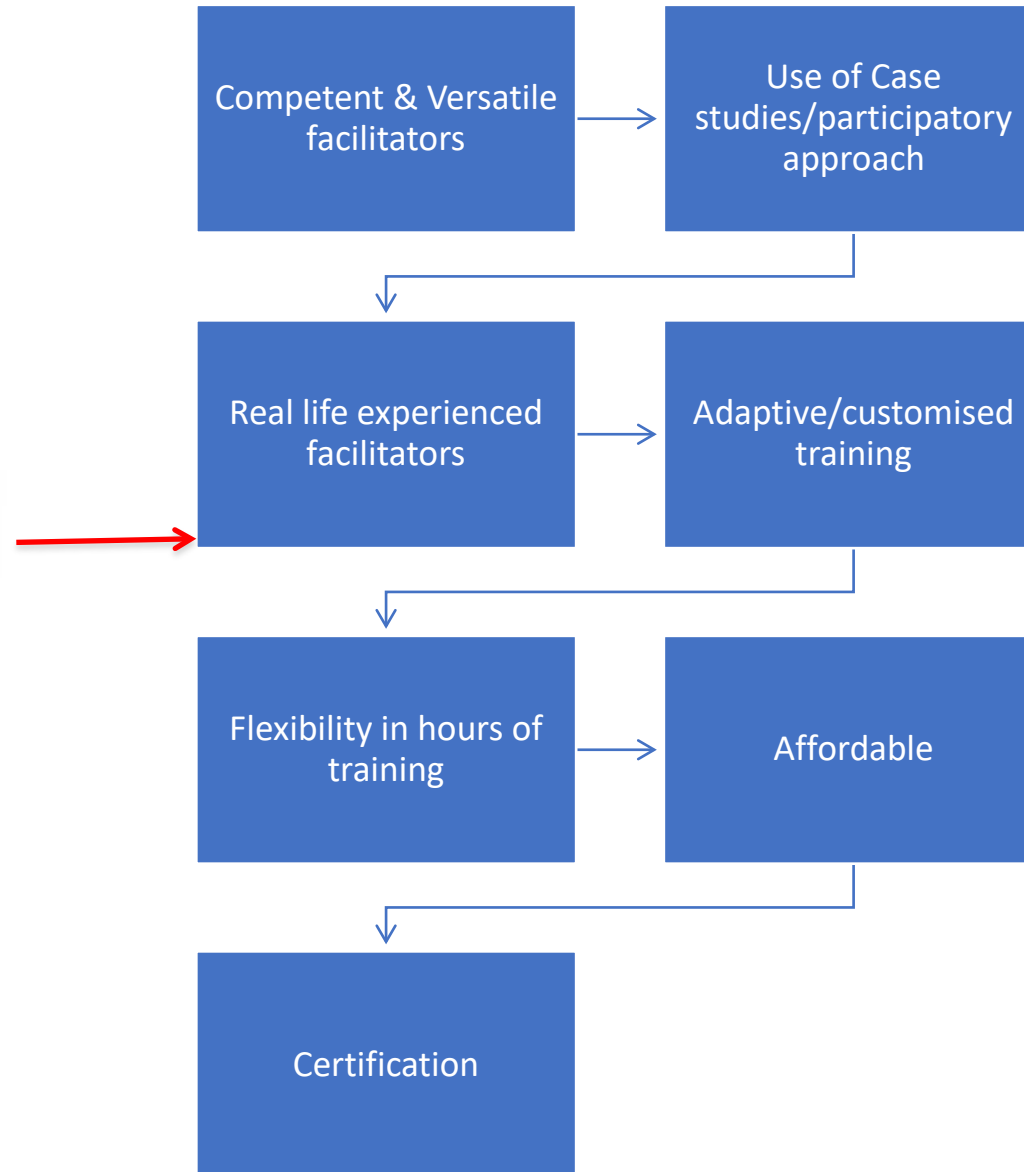 Competent & Versatile
facilitators
Use of Case
studies/participatory
approach
Real life experienced
facilitators
Adaptive/customised
training
Flexibility in hours of
training
Affordable
Certification